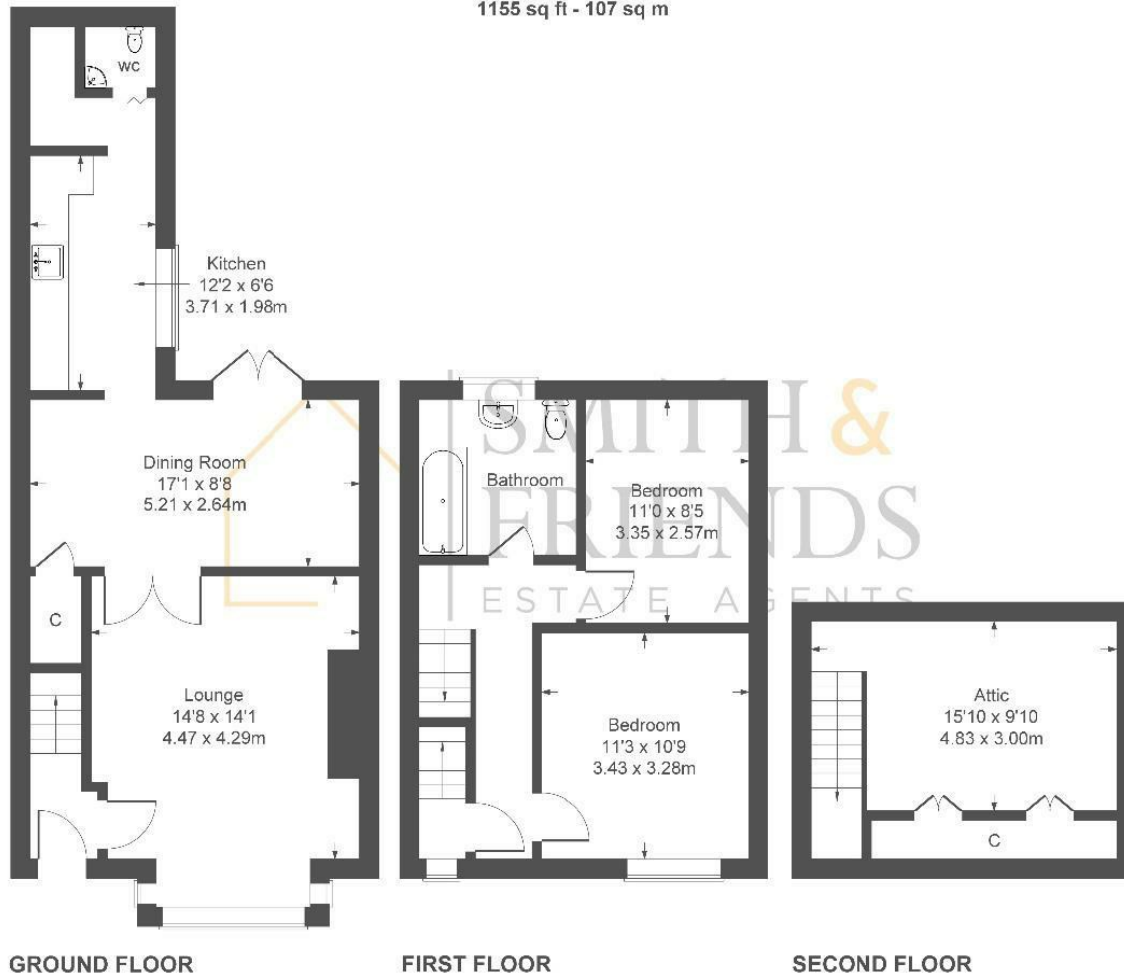 1155 sq ft - 107 sq m
WC
Kitchen
12'2 x 6'6
3.71 x 1.98m
Dining Room
17'1 x 8'8
5.21 x 2.64m
C
Lounge
14'8 x 14'1
4.47 x 4.29m
GROUND FLOOR
SMITH &
FRIENDS
ESTATE AGENTS
Bathroom
Bedroom
11'0 x 8'5
3.35 x 2.57m
Bedroom
11'3 x 10'9
3.43 x 3.28m
FIRST FLOOR
Attic
15'10 x 9'10
4.83 x 3.00m
C
SECOND FLOOR